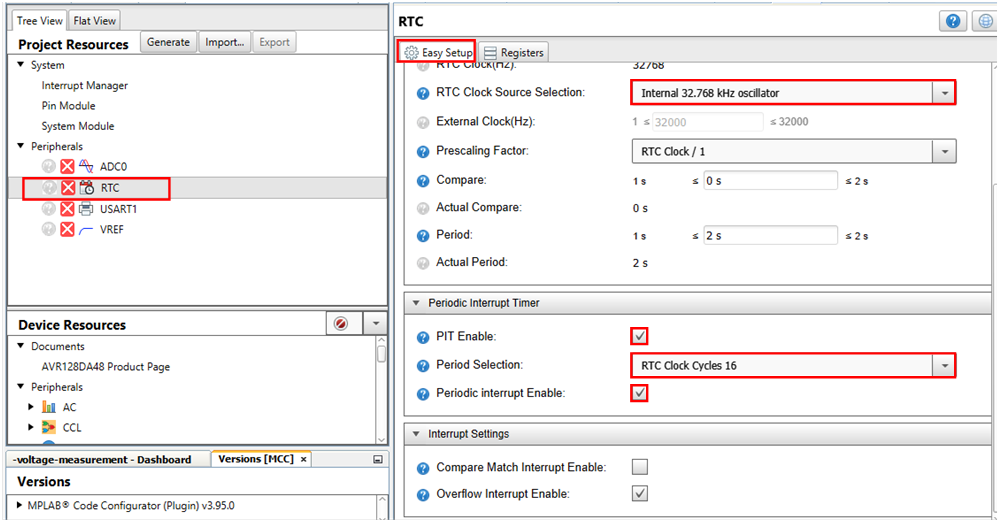 Tree View Flat View
Project Resources Generate Import... Export
System
Interrupt Manager
Pin Module
System Module
Peripherals
ADC0
RTC
USART1
VREF
Device Resources
Documents
AVR128DA48 Product Page
Peripherals
AC
CCL
-voltage-measurement - Dashboard Versions [MCC] ×
Versions
MPLAB® Code Configurator (Plugin) v3.95.0
RTC
Easy Setup Registers
RTC Clock(Hz): 32768
RTC Clock Source Selection: Internal 32.768 kHz oscillator
External Clock(Hz): 1 ≤ 32000 ≤ 32000
Prescaling Factor: RTC Clock / 1
Compare: 1 s ≤ 0 s ≤ 2 s
Actual Compare: 0 s
Period: 1 s ≤ 2 s ≤ 2 s
Actual Period: 2 s
Periodic Interrupt Timer
PIT Enable:
Period Selection: RTC Clock Cycles 16
Periodic interrupt Enable:
Interrupt Settings
Compare Match Interrupt Enable:
Overflow Interrupt Enable: